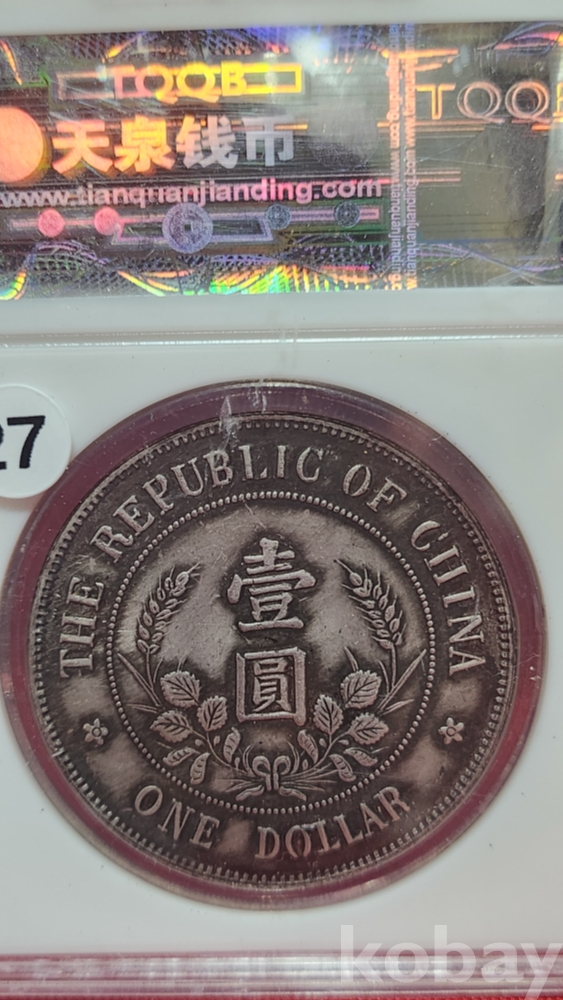 TQQB
天泉钱币
www.tianquanjianding.com
TQQB
27
THE REPUBLIC OF CHINA
壹圓
ONE DOLLAR
kobay